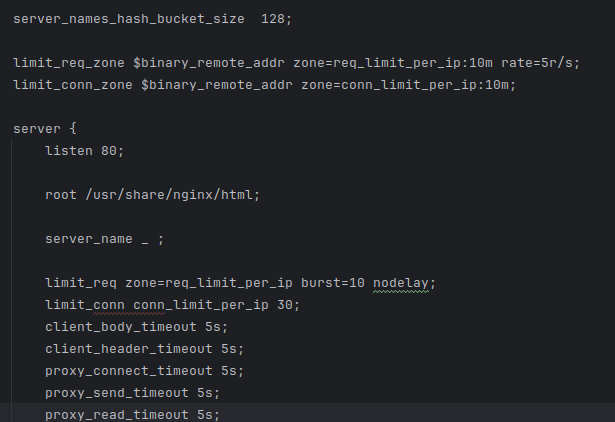 server_names_hash_bucket_size  128;
limit_req_zone $binary_remote_addr zone=req_limit_per_ip:10m rate=5r/s;
limit_conn_zone $binary_remote_addr zone=conn_limit_per_ip:10m;
server {
listen 80;
root /usr/share/nginx/html;
server_name _ ;
limit_req zone=req_limit_per_ip burst=10 nodelay;
limit_conn conn_limit_per_ip 30;
client_body_timeout 5s;
client_header_timeout 5s;
proxy_connect_timeout 5s;
proxy_send_timeout 5s;
proxy_read_timeout 5s;